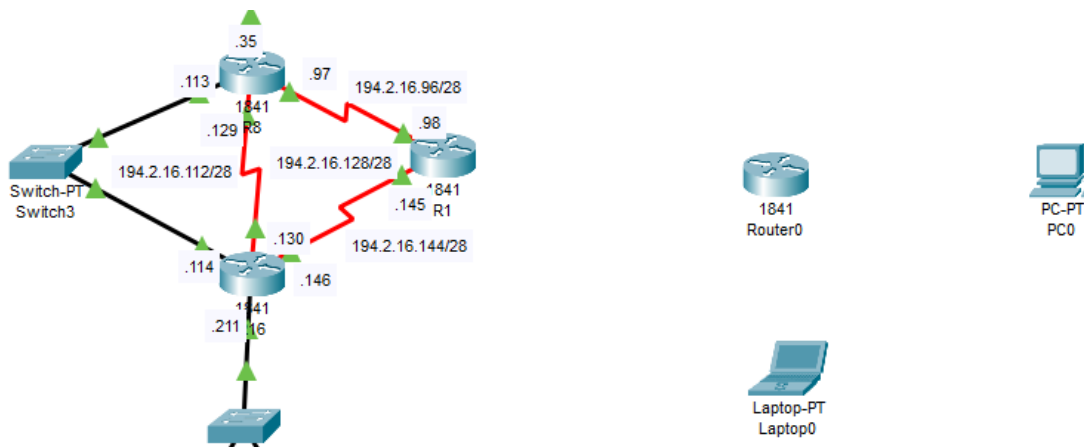 .35
.113
.97
194.2.16.96/28
1841
R8
.98
.129
194.2.16.112/28
194.2.16.128/28
Switch-PT
Switch3
1841
R1
.145
1841
Router0
PC-PT
PC0
.130
194.2.16.144/28
.114
.146
1841
.211
16
Laptop-PT
Laptop0